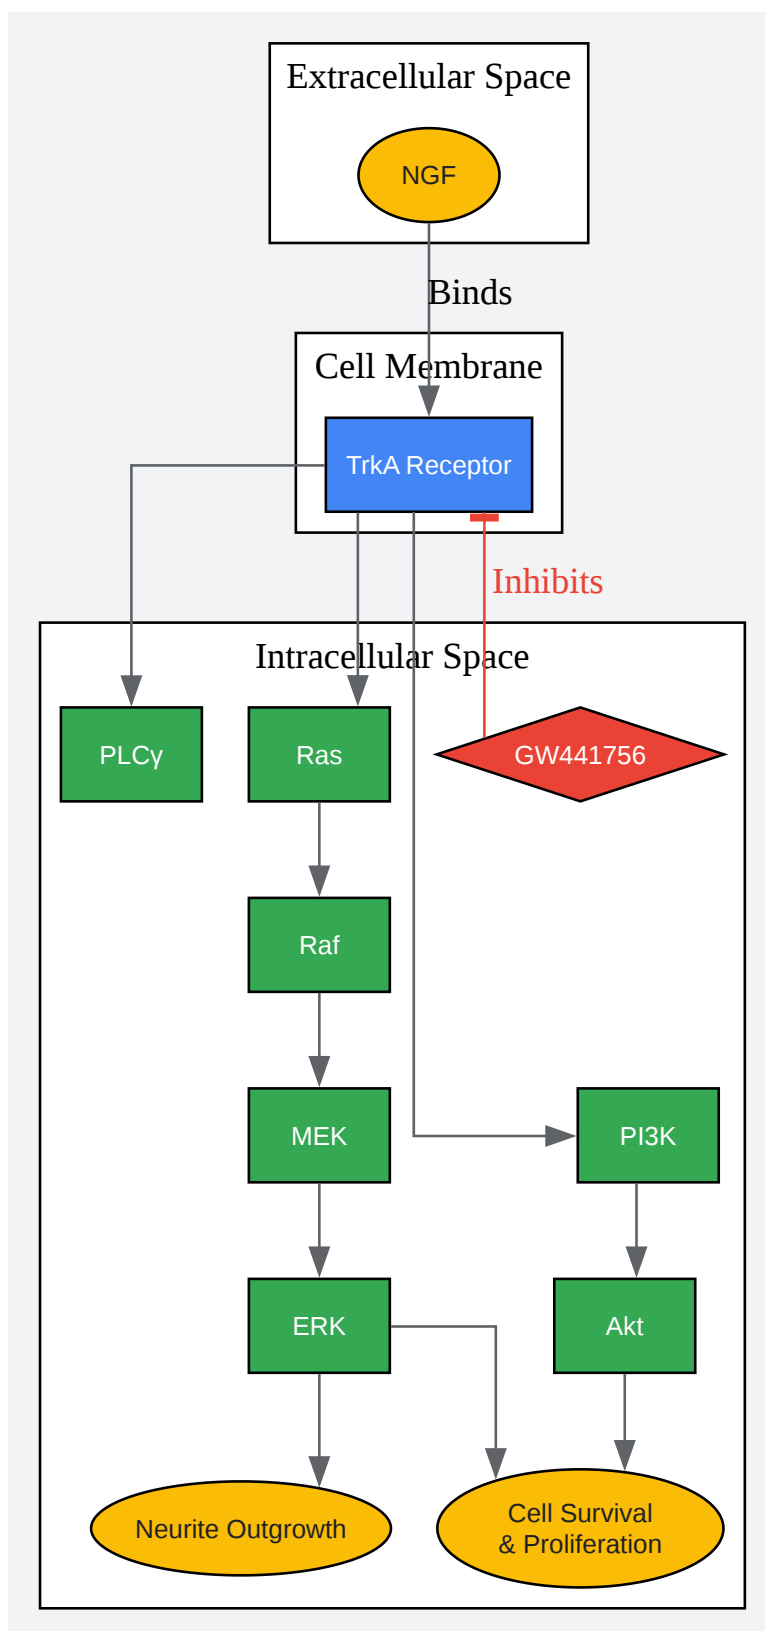 Extracellular Space
NGF
Binds
Cell Membrane
TrkA Receptor
Inhibits
Intracellular Space
PLCγ
Ras
GW441756
Raf
MEK
PI3K
ERK
Akt
Neurite Outgrowth
Cell Survival
& Proliferation